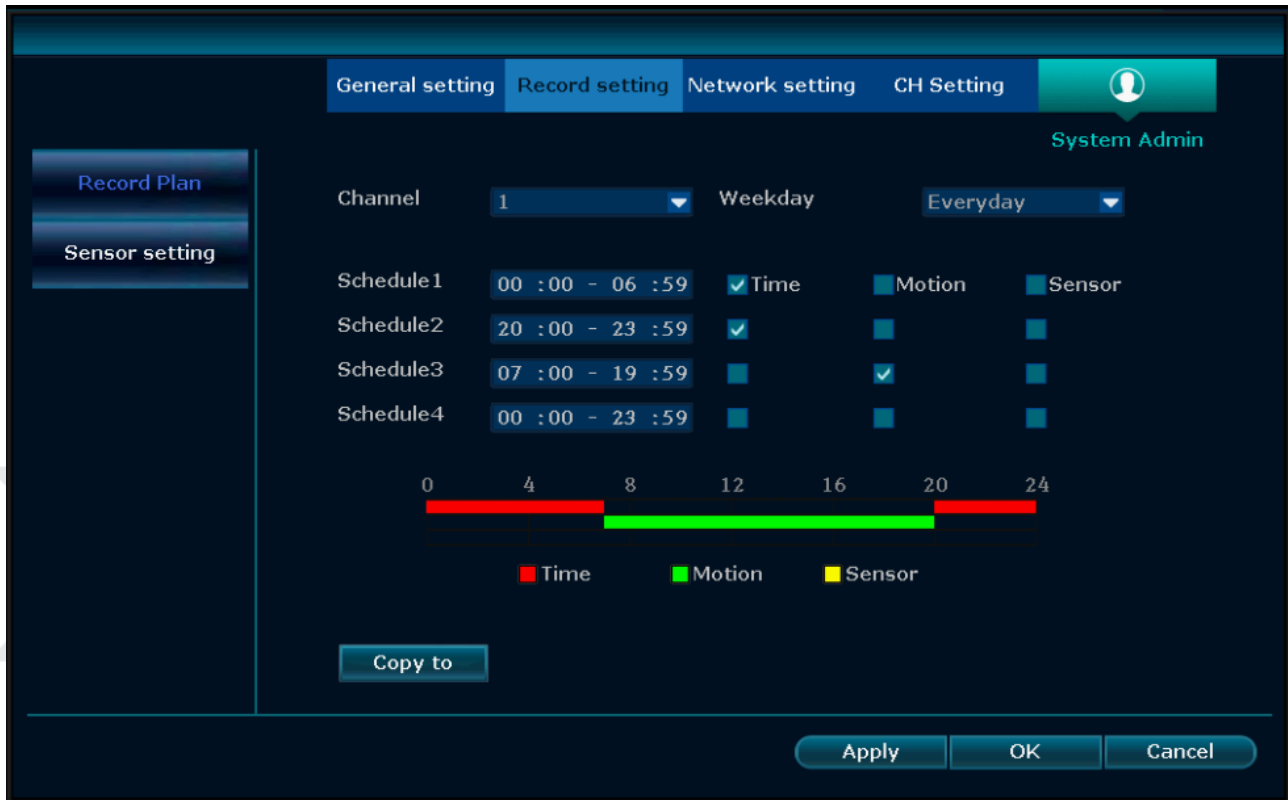 General setting Record setting Network setting CH Setting
System Admin
Record Plan
Sensor setting
Channel 1 Weekday Everyday
Schedule1 00 :00 - 06 :59 Time Motion Sensor
Schedule2 20 :00 - 23 :59
Schedule3 07 :00 - 19 :59
Schedule4 00 :00 - 23 :59
0 4 8 12 16 20 24
Time Motion Sensor
Copy to
Apply OK Cancel